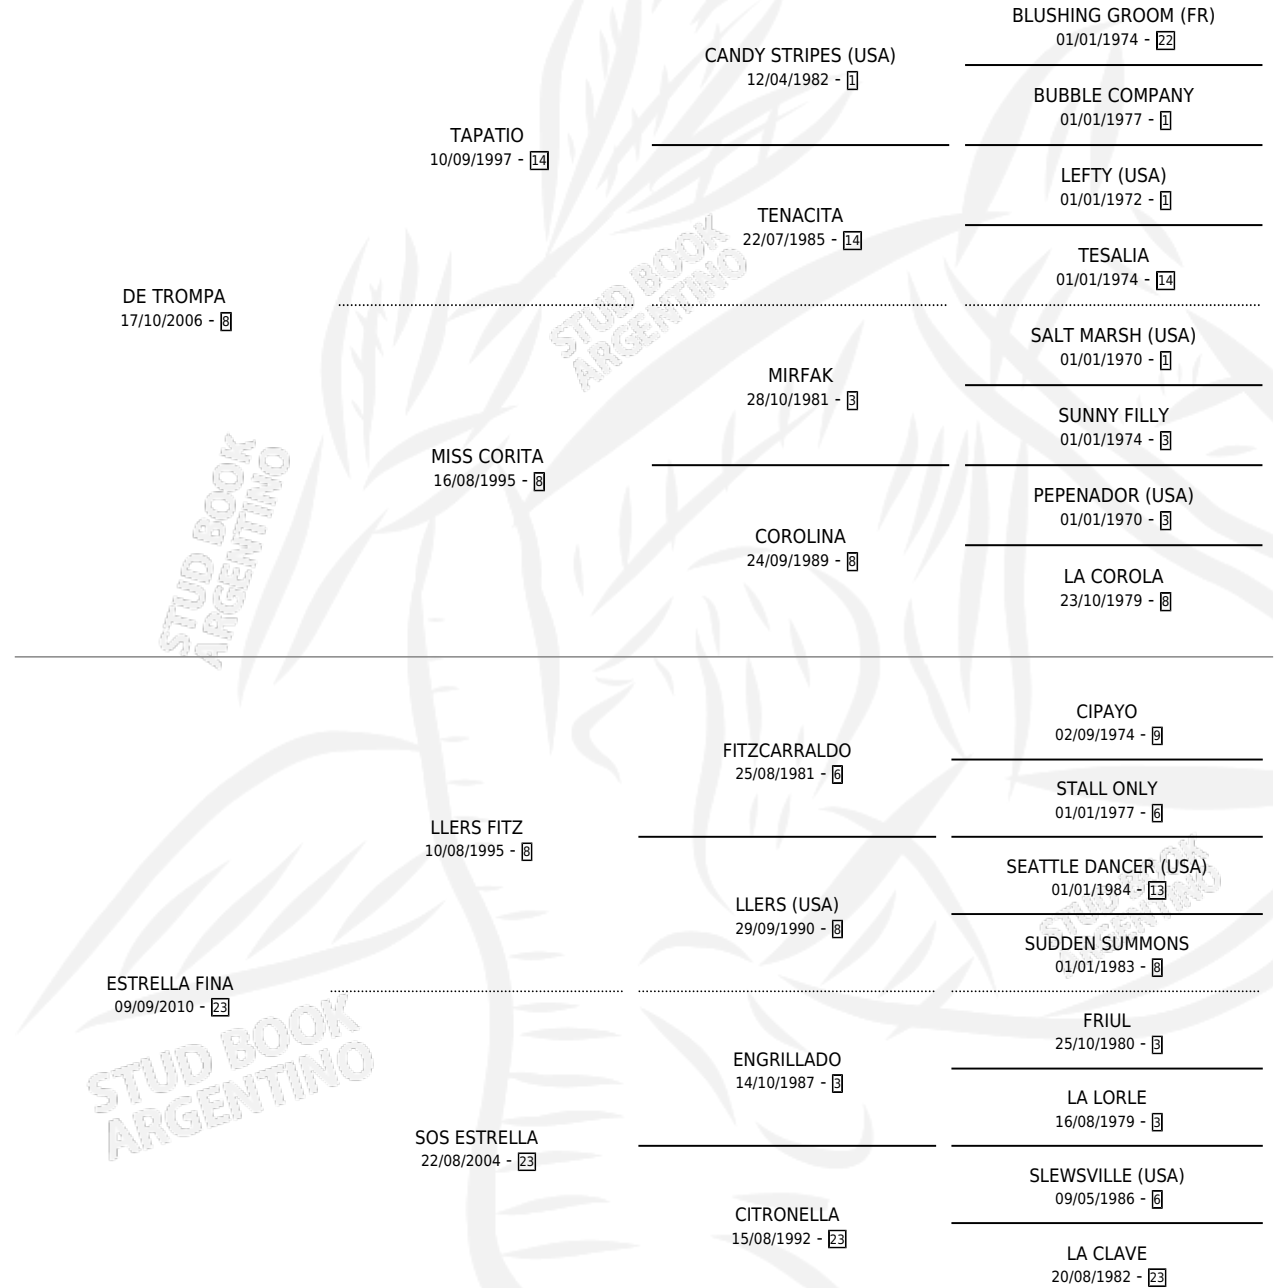 BLUSHING GROOM (FR)
01/01/1974 - 22
CANDY STRIPES (USA)
12/04/1982 - 1
BUBBLE COMPANY
01/01/1977 - 1
TAPATIO
10/09/1997 - 14
LEFTY (USA)
01/01/1972 - 1
TENACITA
22/07/1985 - 14
TESALIA
01/01/1974 - 14
DE TROMPA
17/10/2006 - 8
SALT MARSH (USA)
01/01/1970 - 1
MIRFAK
28/10/1981 - 3
SUNNY FILLY
01/01/1974 - 3
MISS CORITA
16/08/1995 - 8
PEPENADOR (USA)
01/01/1970 - 3
COROLINA
24/09/1989 - 8
LA COROLA
23/10/1979 - 8
CIPAYO
02/09/1974 - 9
FITZCARRALDO
25/08/1981 - 6
STALL ONLY
01/01/1977 - 6
LLERS FITZ
10/08/1995 - 8
SEATTLE DANCER (USA)
01/01/1984 - 13
LLERS (USA)
29/09/1990 - 8
SUDDEN SUMMONS
01/01/1983 - 8
ESTRELLA FINA
09/09/2010 - 23
FRIUL
25/10/1980 - 3
ENGRILLADO
14/10/1987 - 3
LA LORLE
16/08/1979 - 3
SOS ESTRELLA
22/08/2004 - 23
SLEWSVILLE (USA)
09/05/1986 - 6
CITRONELLA
15/08/1992 - 23
LA CLAVE
20/08/1982 - 23
STUD BOOK
ARGENTINO
STUD BOOK
ARGENTINO
STUD BOOK
ARGENTINO
STUD BOOK
ARGENTINO